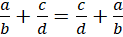 a/b + c/d = c/d + a/b